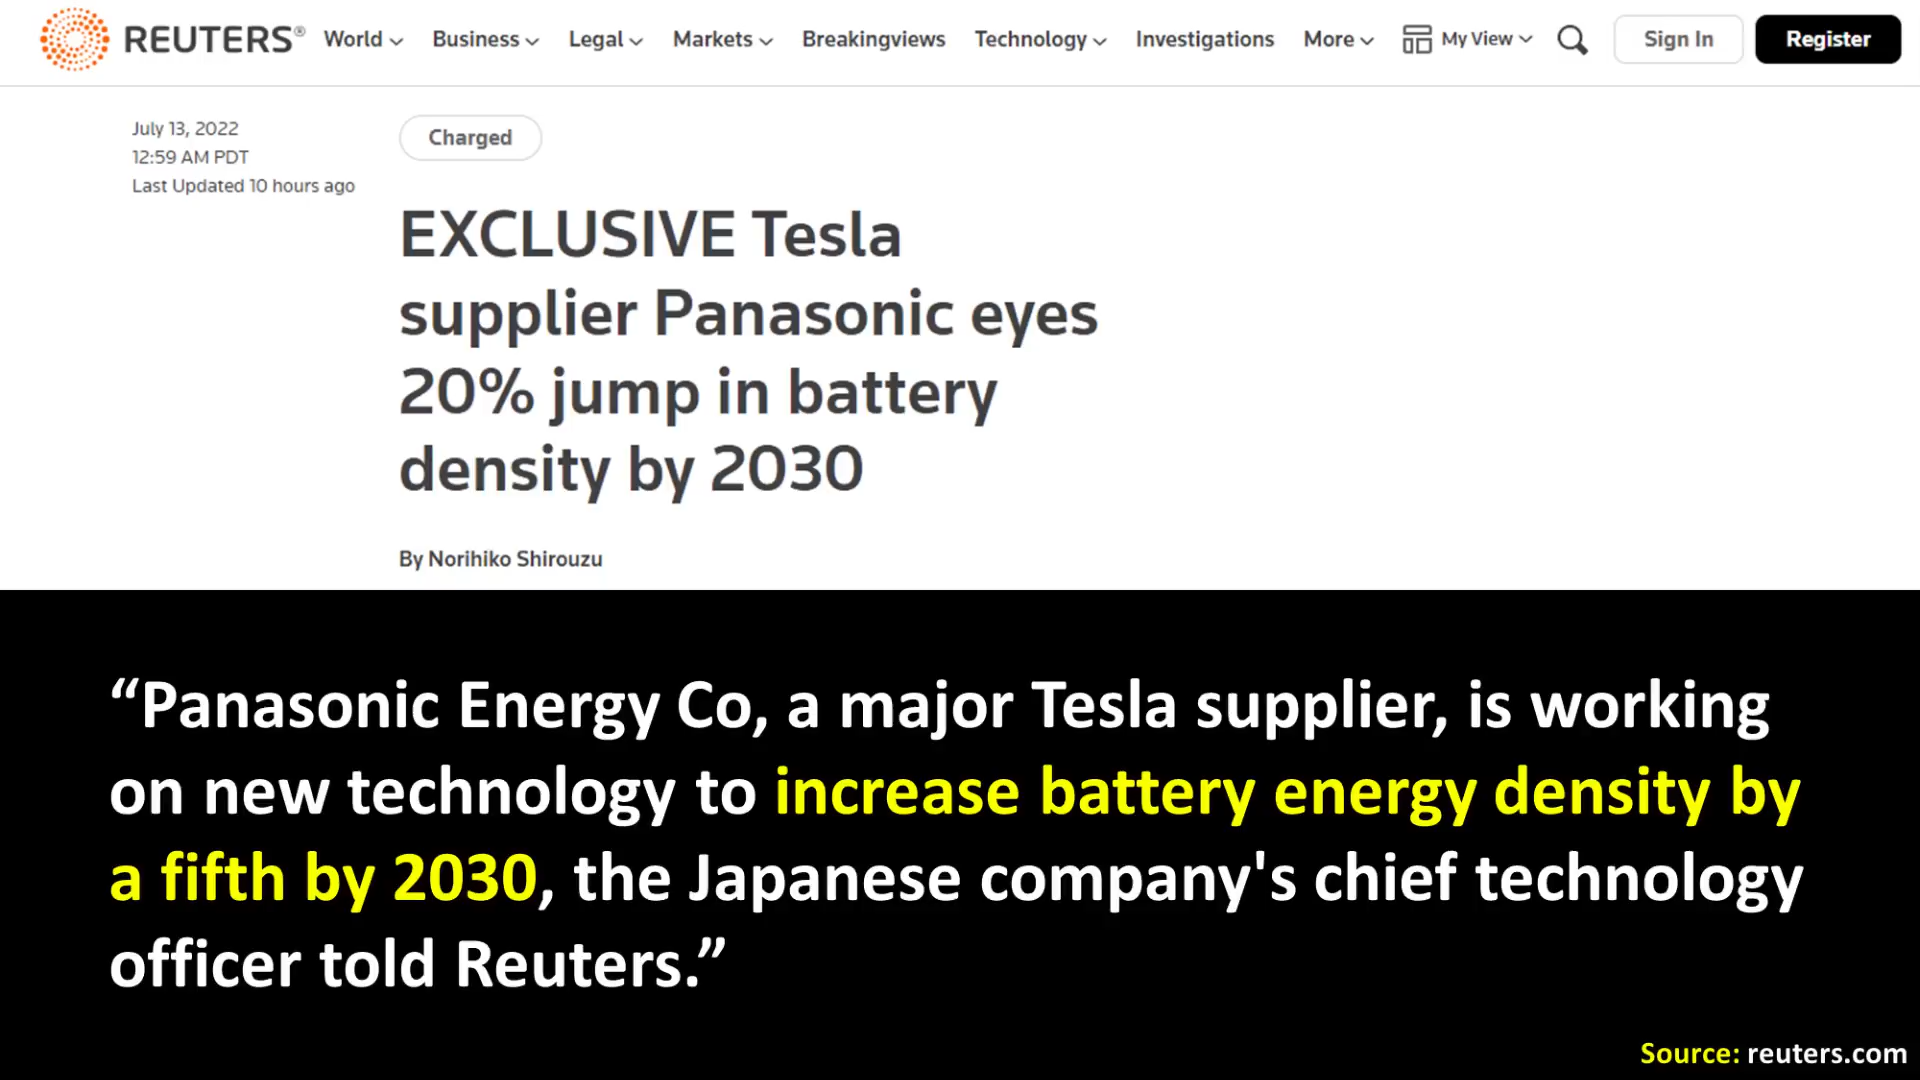 REUTERS® World Business Legal Markets Breakingviews Technology Investigations More My View Sign In Register
July 13, 2022
12:59 AM PDT
Last Updated 10 hours ago
Charged
EXCLUSIVE Tesla
supplier Panasonic eyes
20% jump in battery
density by 2030
By Norihiko Shirouzu
“Panasonic Energy Co, a major Tesla supplier, is working
on new technology to increase battery energy density by
a fifth by 2030, the Japanese company's chief technology
officer told Reuters.”
Source: reuters.com